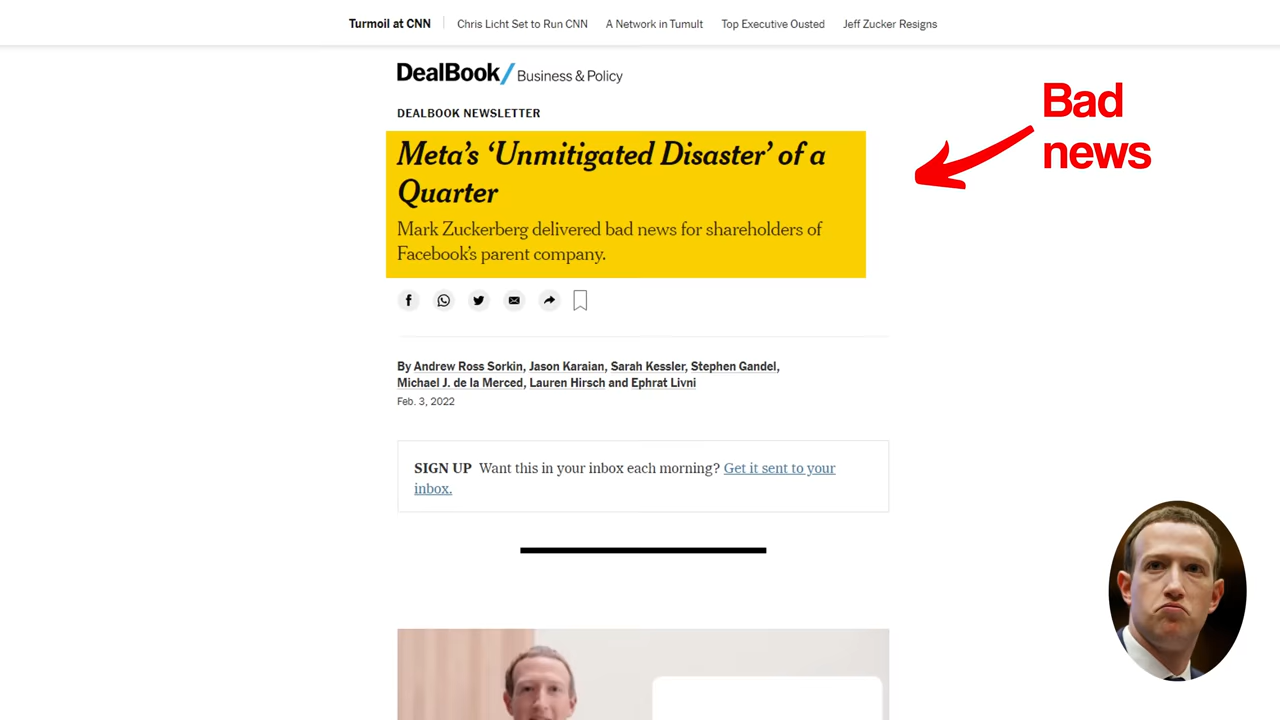 Turmoil at CNN Chris Licht Set to Run CNN A Network in Tumult Top Executive Ousted Jeff Zucker Resigns
DealBook/ Business & Policy
DEALBOOK NEWSLETTER
Meta's ‘Unmitigated Disaster’ of a
Quarter
Mark Zuckerberg delivered bad news for shareholders of
Facebook's parent company.
Bad
news
By Andrew Ross Sorkin, Jason Karaian, Sarah Kessler, Stephen Gandel,
Michael J. de la Merced, Lauren Hirsch and Ephrat Livni
Feb. 3, 2022
SIGN UP Want this in your inbox each morning? Get it sent to your
inbox.